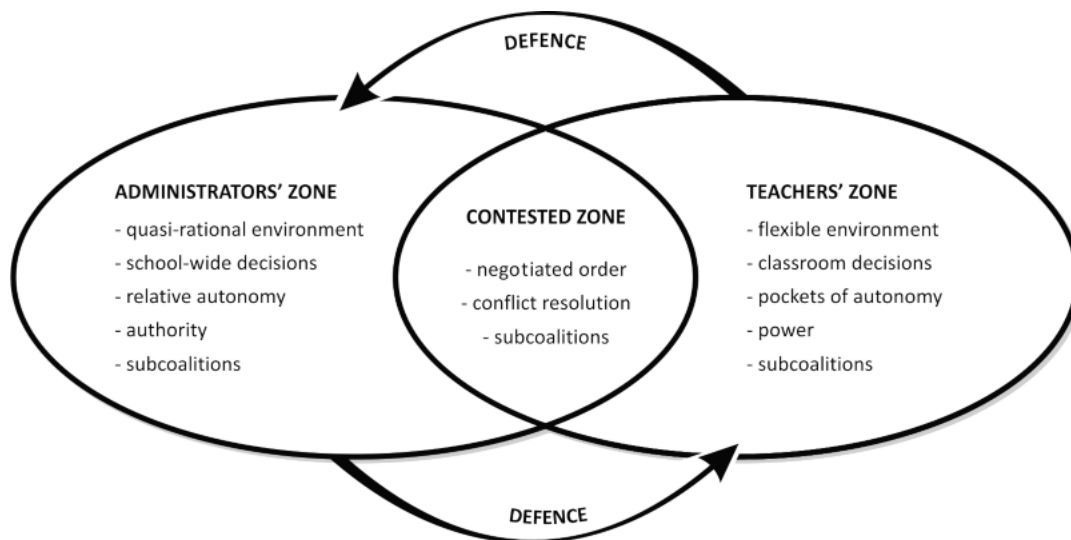 DEFENCE
ADMINISTRATORS' ZONE
- quasi-rational environment
- school-wide decisions
- relative autonomy
- authority
- subcoalitions
CONTESTED ZONE
- negotiated order
- conflict resolution
- subcoalitions
TEACHERS' ZONE
- flexible environment
- classroom decisions
- pockets of autonomy
- power
- subcoalitions
DEFENCE